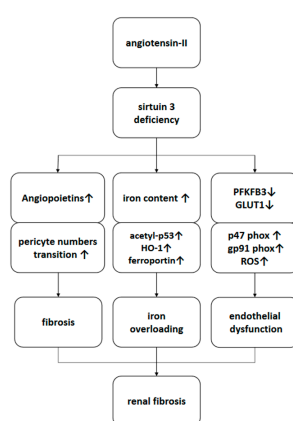 angiotensin-II
sirtuin 3
deficiency
Angiopoietins↑
pericyte numbers
transition ↑
fibrosis
iron content ↑
acetyl-p53↑
HO-1↑
ferroportin↑
iron
overloading
PFKFB3↓
GLUT1↓
p47 phox ↑
gp91 phox↑
ROS↑
endothelial
dysfunction
renal fibrosis